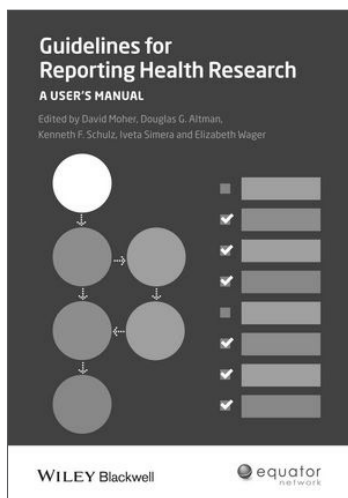 Guidelines for
Reporting Health Research
A USER'S MANUAL
Edited by David Moher, Douglas G. Altman,
Kenneth F. Schulz, Iveta Simera and Elizabeth Wager
WILEY Blackwell
equator
network